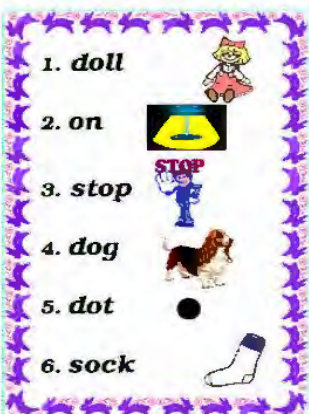 1. doll
2. on
STOP
3. stop
4. dog
5. dot
6. sock